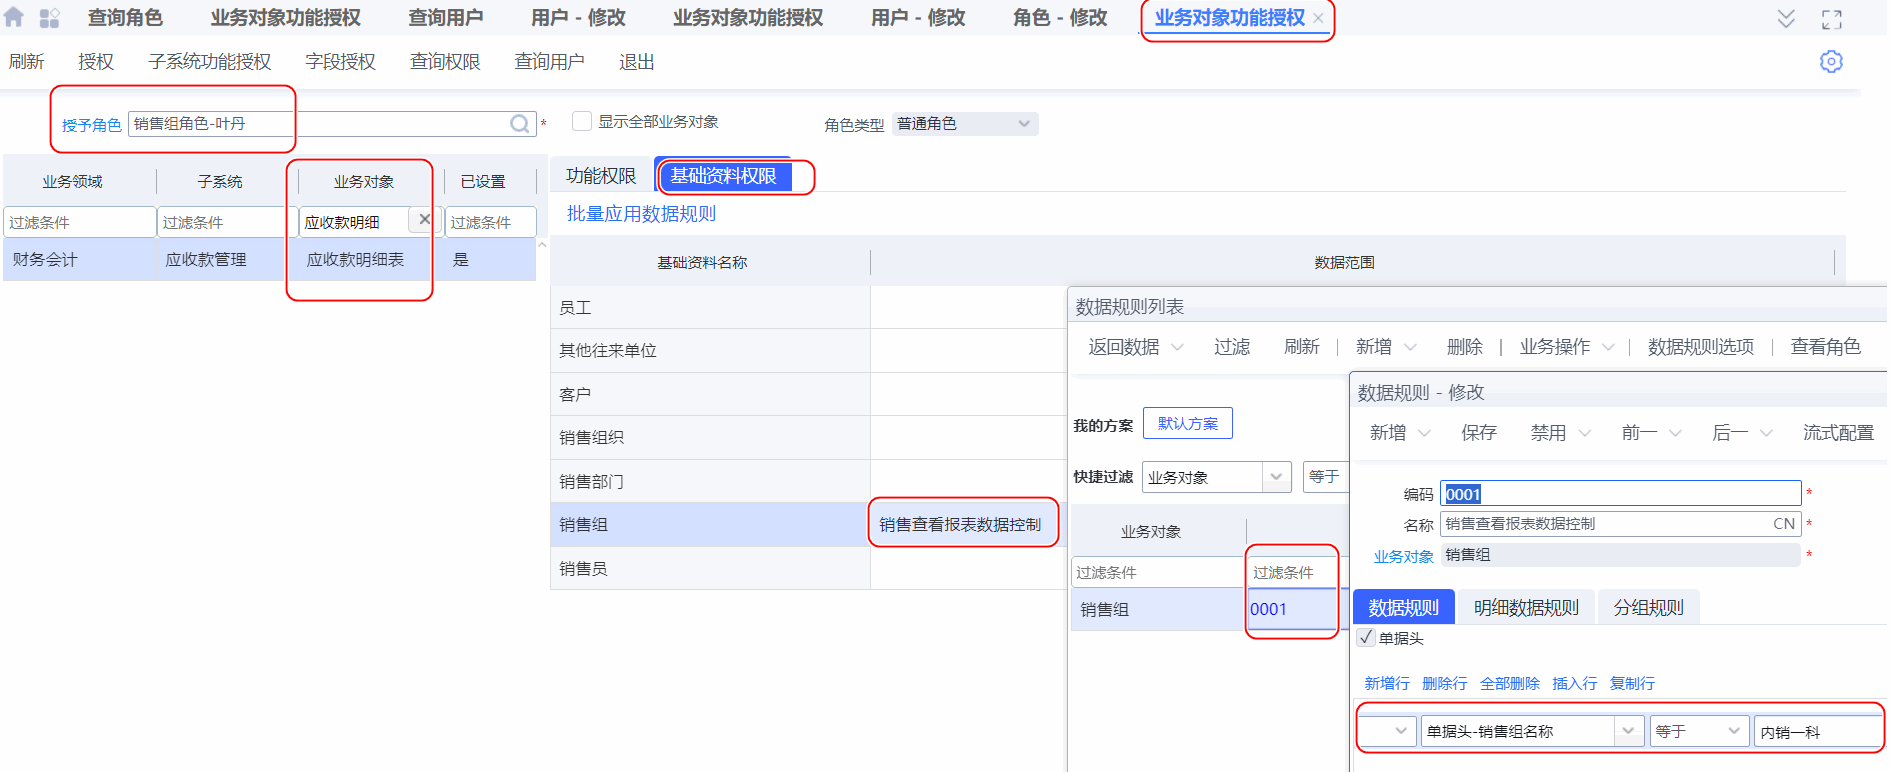 查询角色 业务对象功能授权 查询用户 用户 - 修改 业务对象功能授权 用户 - 修改 角色 - 修改 业务对象功能授权
刷新 授权 子系统功能授权 字段授权 查询权限 查询用户 退出
授予角色 销售组角色-叶丹 * 显示全部业务对象 角色类型 普通角色
业务领域 子系统 业务对象 已设置
过滤条件 过滤条件 应收款明细 过滤条件
财务会计 应收款管理 应收款明细表 是
功能权限 基础资料权限
批量应用数据规则
基础资料名称 数据范围
员工
其他往来单位
客户
销售组织
销售部门
销售组 销售查看报表数据控制
销售员
数据规则列表
返回数据 过滤 刷新 | 新增 删除 | 业务操作 | 数据规则选项 | 查看角色
我的方案 默认方案
快捷过滤 业务对象 等于
业务对象
过滤条件 过滤条件
销售组 0001
数据规则 - 修改
新增 保存 禁用 前一 后一 流式配置
编码 0001 *
名称 销售查看报表数据控制 CN *
业务对象 销售组 *
数据规则 明细数据规则 分组规则
单据头
新增行 删除行 全部删除 插入行 复制行
单据头-销售组名称 等于 内销一科